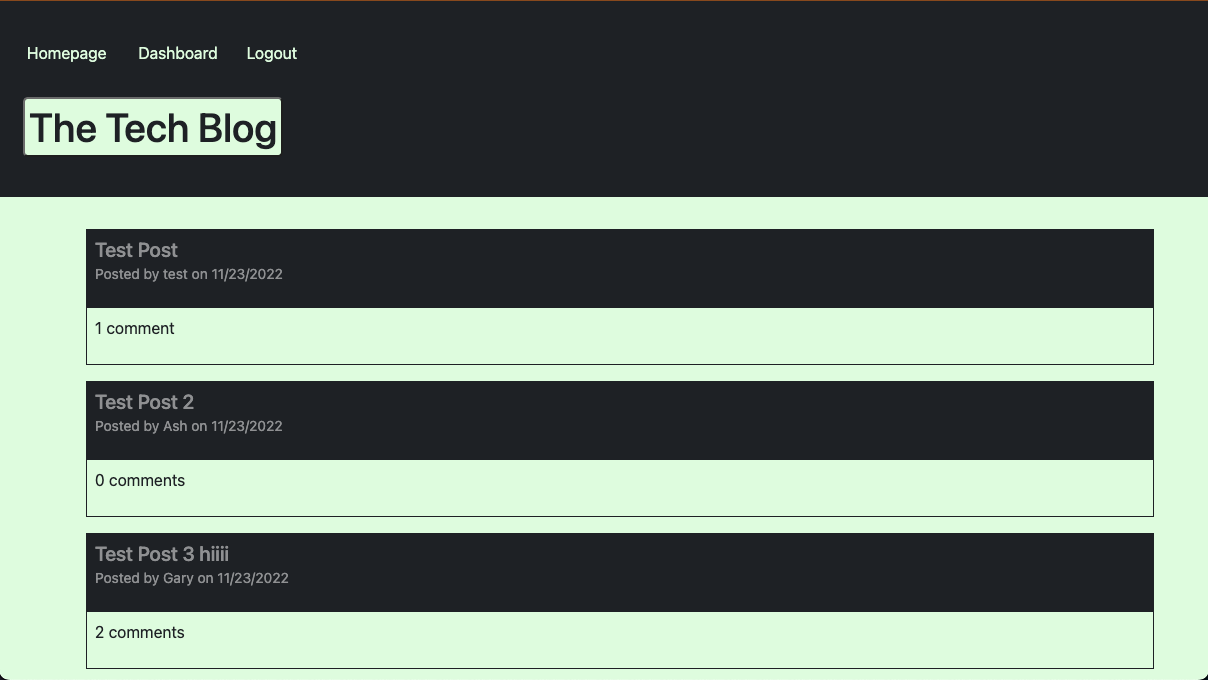 Homepage Dashboard Logout
The Tech Blog
Test Post
Posted by test on 11/23/2022
1 comment
Test Post 2
Posted by Ash on 11/23/2022
0 comments
Test Post 3 hiiii
Posted by Gary on 11/23/2022
2 comments